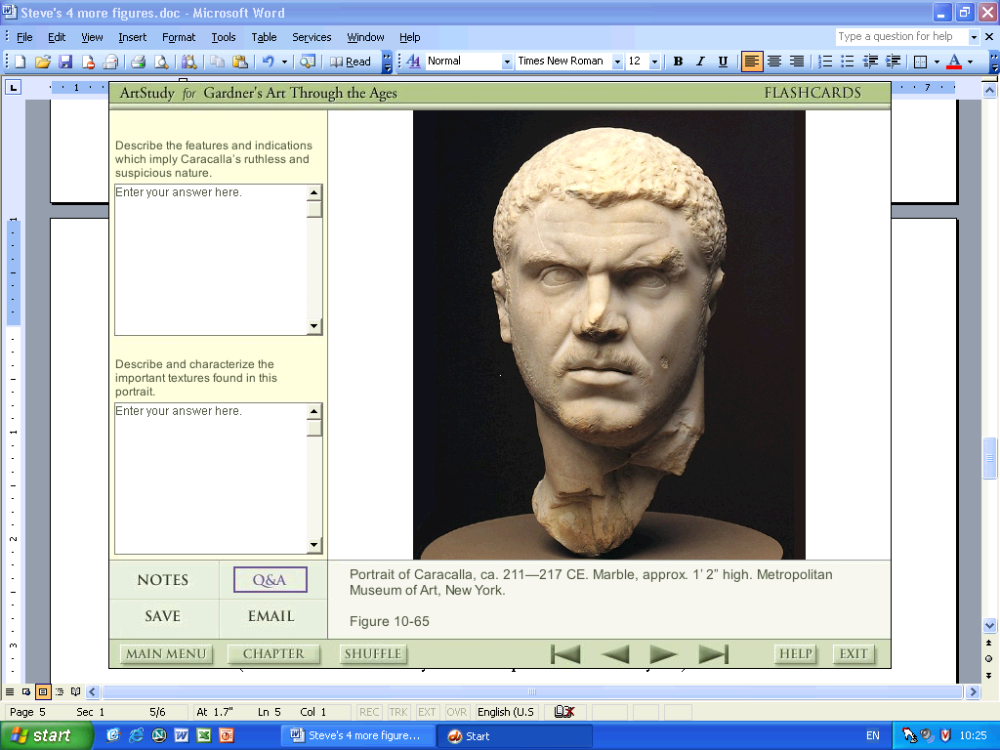 Steve's 4 more figures.doc - Microsoft Word
File Edit View Insert Format Tools Table Services Window Help
Type a question for help
Read
Normal
Times New Roman
12
B I U
A
L
1
7
ArtStudy for Gardner's Art Through the Ages
FLASHCARDS
Describe the features and indications
which imply Caracalla's ruthless and
suspicious nature.
Enter your answer here.
Describe and characterize the
important textures found in this
portrait.
Enter your answer here.
NOTES
Q&A
SAVE
EMAIL
Portrait of Caracalla, ca. 211—217 CE. Marble, approx. 1’ 2” high. Metropolitan
Museum of Art, New York.
Figure 10-65
MAIN MENU
CHAPTER
SHUFFLE
HELP
EXIT
1
1
2
3
Page 5 Sec 1 5/6 At 1.7" Ln 5 Col 1 REC TRK EXT OVR English (U.S
start
Steve's 4 more figure...
Start
EN
10:25